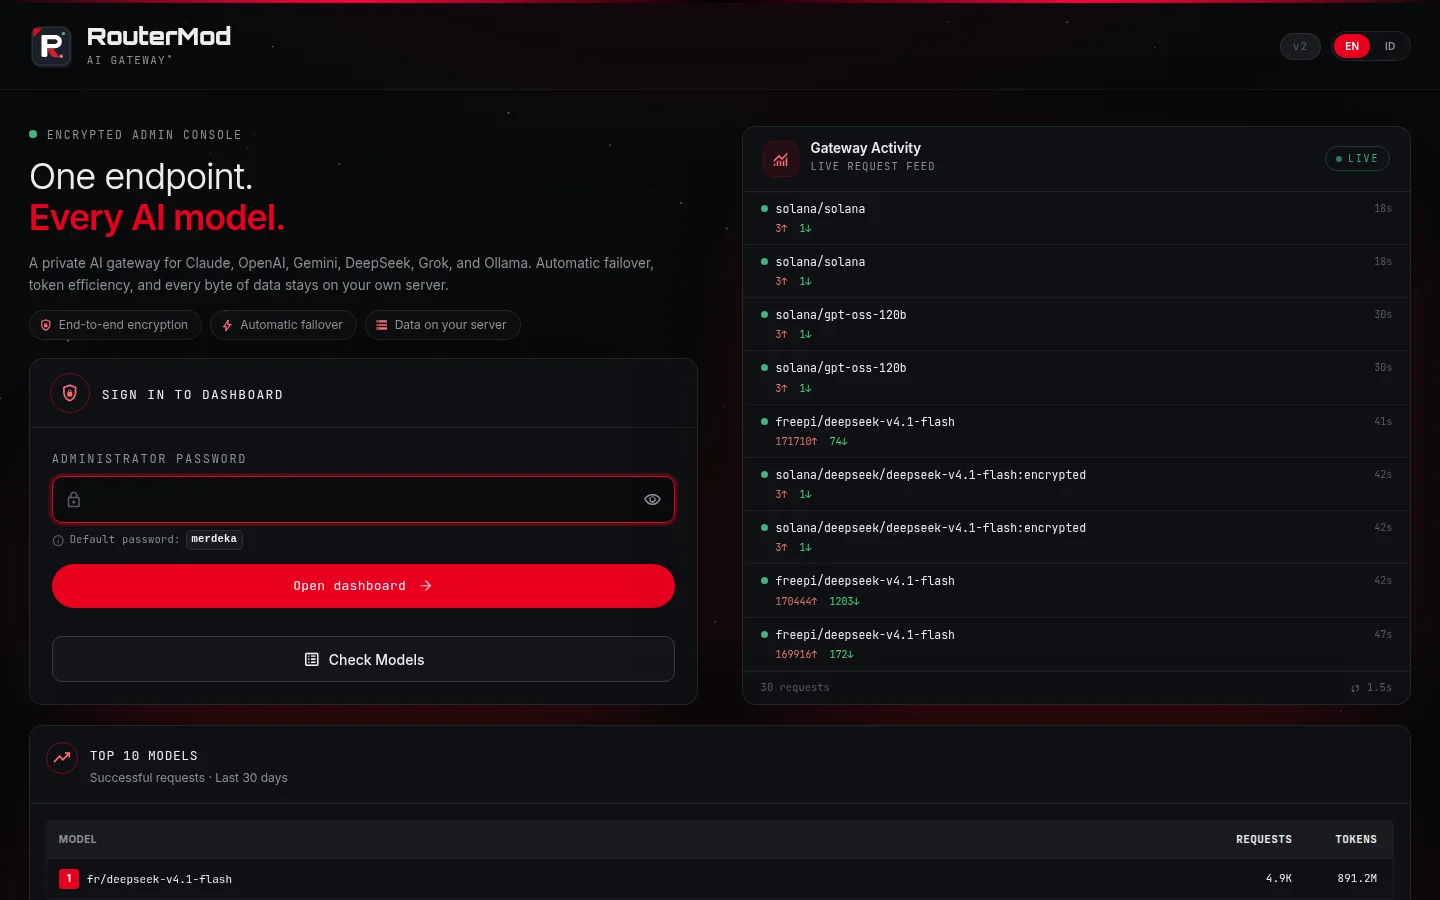 RouterMod
AI GATEWAY
v2
EN
ID
ENCRYPTED ADMIN CONSOLE
One endpoint.
Every AI model.
A private AI gateway for Claude, OpenAI, Gemini, DeepSeek, Grok, and Ollama. Automatic failover,
token efficiency, and every byte of data stays on your own server.
End-to-end encryption
Automatic failover
Data on your server
SIGN IN TO DASHBOARD
ADMINISTRATOR PASSWORD
Default password: merdeka
Open dashboard →
Check Models
Gateway Activity
LIVE REQUEST FEED
LIVE
solana/solana 18s
3↑ 1↓
solana/solana 18s
3↑ 1↓
solana/gpt-oss-120b 30s
3↑ 1↓
solana/gpt-oss-120b 30s
3↑ 1↓
freepi/deepseek-v4.1-flash 41s
171710↑ 74↓
solana/deepseek/deepseek-v4.1-flash:encrypted 42s
3↑ 1↓
solana/deepseek/deepseek-v4.1-flash:encrypted 42s
3↑ 1↓
freepi/deepseek-v4.1-flash 42s
170444↑ 1203↓
freepi/deepseek-v4.1-flash 47s
169916↑ 172↓
30 requests 1.5s
TOP 10 MODELS
Successful requests · Last 30 days
MODEL REQUESTS TOKENS
1 fr/deepseek-v4.1-flash 4.9K 891.2M